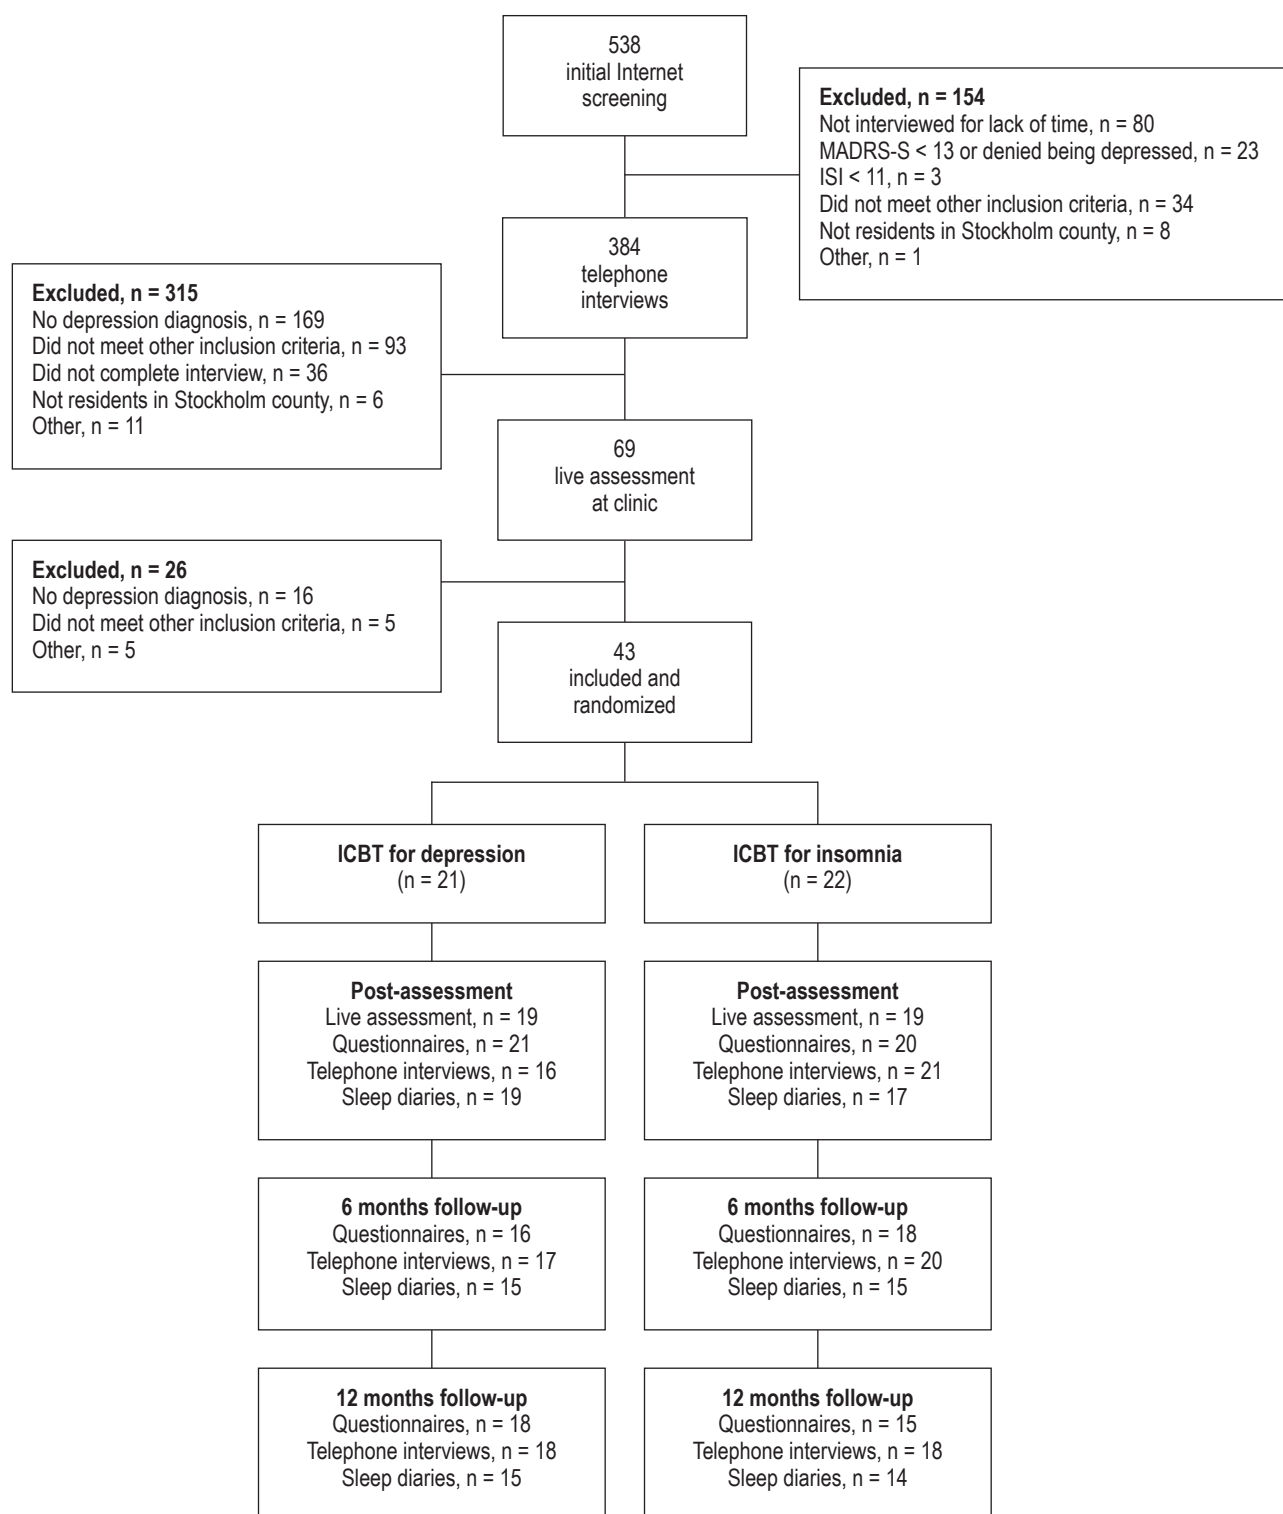 538
initial Internet
screening
Excluded, n = 154
Not interviewed for lack of time, n = 80
MADRS-S < 13 or denied being depressed, n = 23
ISI < 11, n = 3
Did not meet other inclusion criteria, n = 34
Not residents in Stockholm county, n = 8
Other, n = 1
384
telephone
interviews
Excluded, n = 315
No depression diagnosis, n = 169
Did not meet other inclusion criteria, n = 93
Did not complete interview, n = 36
Not residents in Stockholm county, n = 6
Other, n = 11
69
live assessment
at clinic
Excluded, n = 26
No depression diagnosis, n = 16
Did not meet other inclusion criteria, n = 5
Other, n = 5
43
included and
randomized
ICBT for depression
(n = 21)
ICBT for insomnia
(n = 22)
Post-assessment
Live assessment, n = 19
Questionnaires, n = 21
Telephone interviews, n = 16
Sleep diaries, n = 19
Post-assessment
Live assessment, n = 19
Questionnaires, n = 20
Telephone interviews, n = 21
Sleep diaries, n = 17
6 months follow-up
Questionnaires, n = 16
Telephone interviews, n = 17
Sleep diaries, n = 15
6 months follow-up
Questionnaires, n = 18
Telephone interviews, n = 20
Sleep diaries, n = 15
12 months follow-up
Questionnaires, n = 18
Telephone interviews, n = 18
Sleep diaries, n = 15
12 months follow-up
Questionnaires, n = 15
Telephone interviews, n = 18
Sleep diaries, n = 14